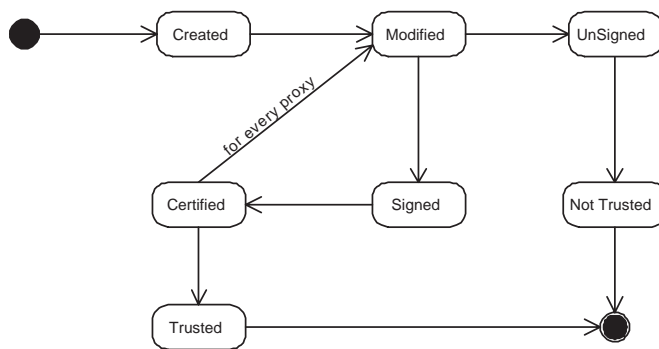 Created
Modified
UnSigned
for every proxy
Certified
Signed
Not Trusted
Trusted